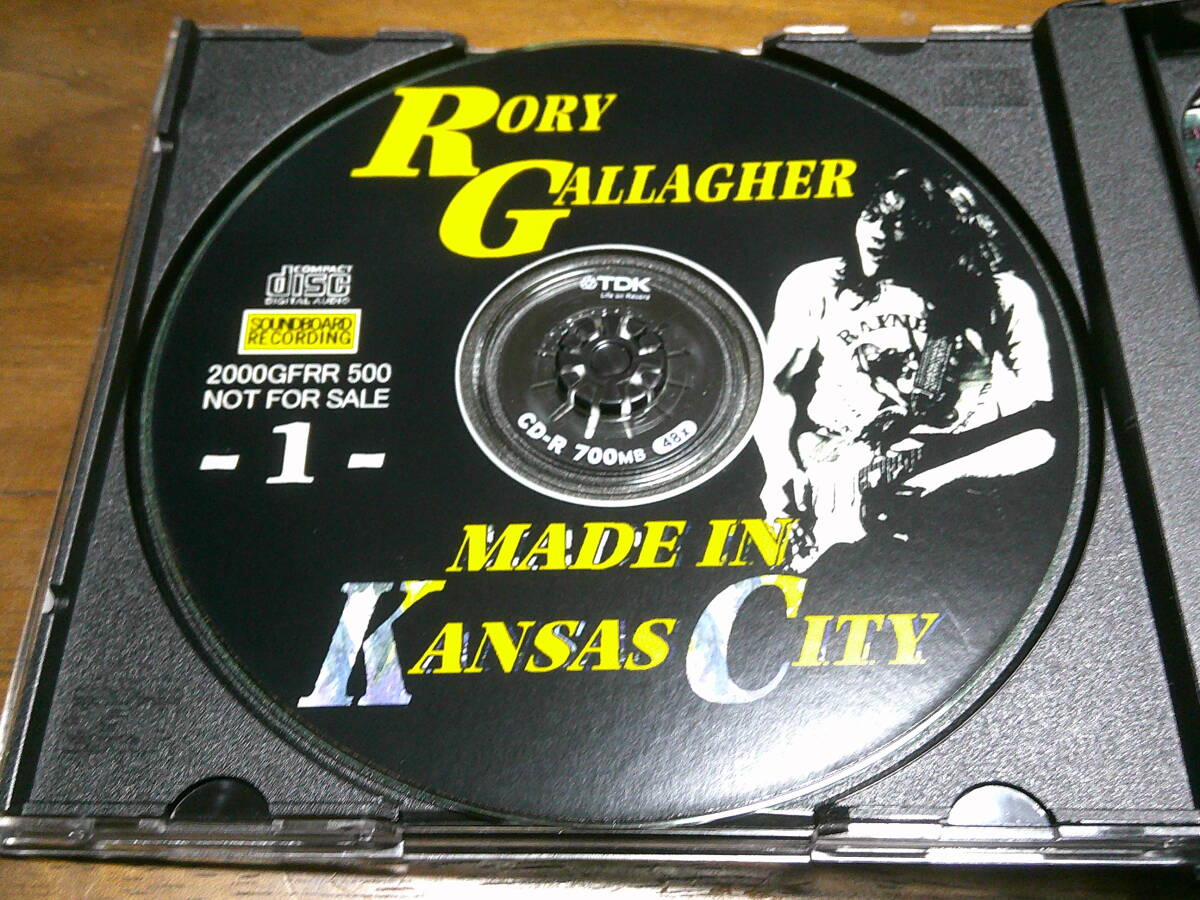 RORY
GALLAGHER
COMPACT
disc
DIGITAL AUDIO
SOUNDBOARD
RECORDING
2000GFRR 500
NOT FOR SALE
- 1 -
TDK
Life on Record
CD-R 700MB 48x
MADE IN
KANSAS CITY